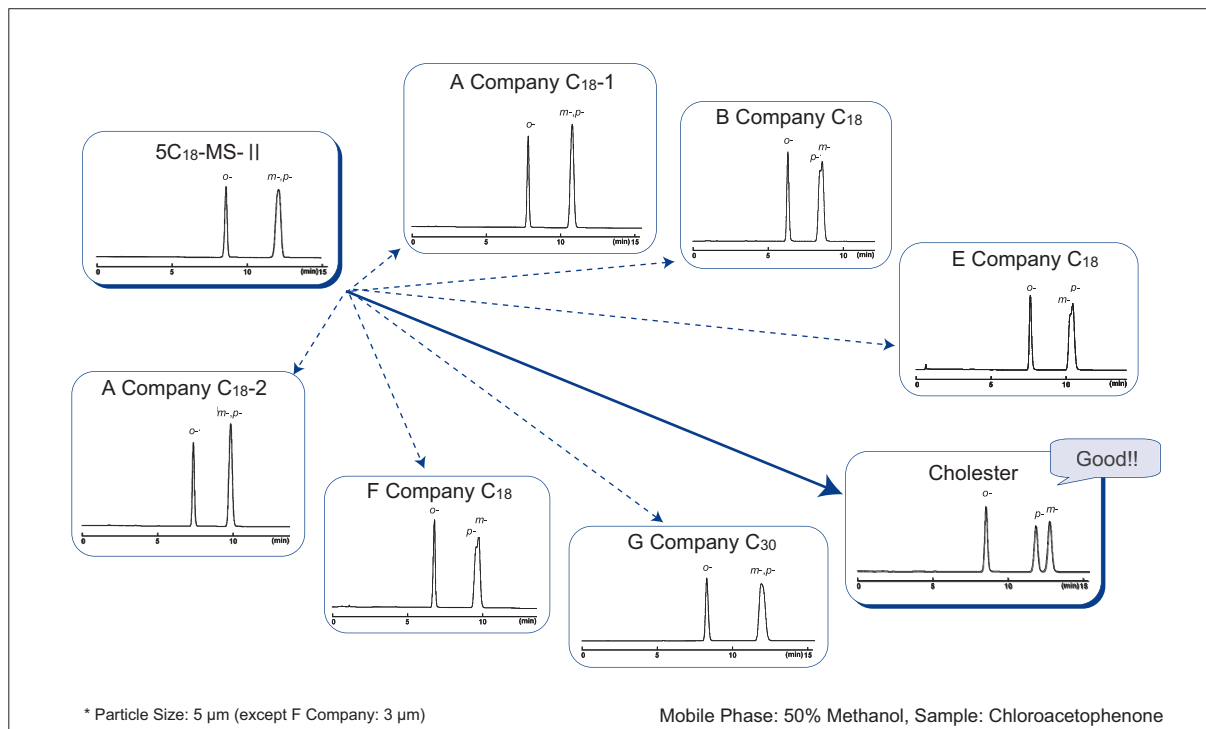 A Company C18-1
o-
m-,p-
0 5 10 (min) 15
B Company C18
o-
p-
m-
0 5 10 (min)
5C18-MS-II
o-
m-,p-
0 5 10 (min) 15
E Company C18
o-
m-
p-
0 5 10 (min)
A Company C18-2
o-
m-,p-
0 10 (min)
F Company C18
o-
p-
m-
0 5 10 (min)
G Company C30
o-
m-,p-
0 5 10 (min) 15
Good!!
Cholester
o-
p-
m-
0 5 10 (min) 15
* Particle Size: 5 µm (except F Company: 3 µm)
Mobile Phase: 50% Methanol, Sample: Chloroacetophenone